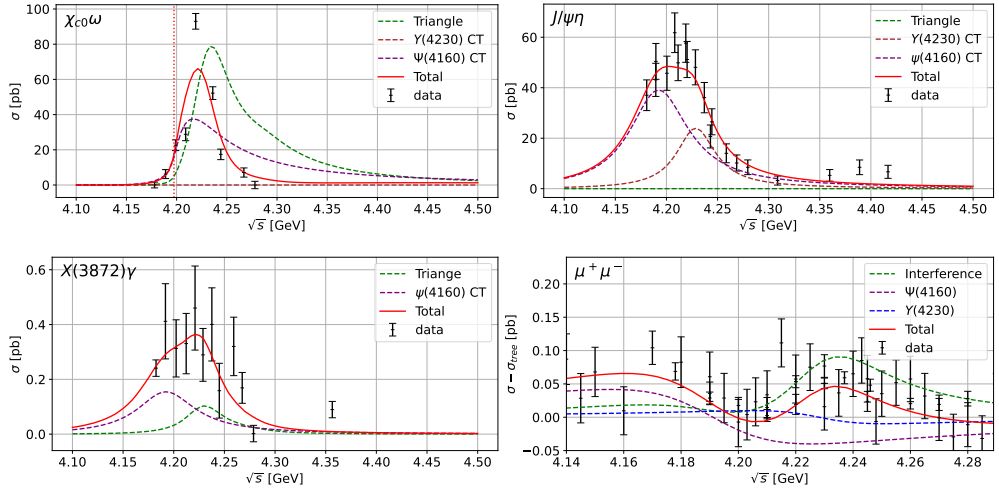 χc0ω
Triangle
Y(4230) CT
Ψ(4160) CT
Total
data
σ [pb]
100
80
60
40
20
0
4.10 4.15 4.20 4.25 4.30 4.35 4.40 4.45 4.50
√s [GeV]
J/ψη
Triangle
Y(4230) CT
ψ(4160) CT
Total
data
σ [pb]
60
40
20
0
4.10 4.15 4.20 4.25 4.30 4.35 4.40 4.45 4.50
√s [GeV]
X(3872)γ
Triange
ψ(4160) CT
Total
data
σ [pb]
0.6
0.4
0.2
0.0
4.10 4.15 4.20 4.25 4.30 4.35 4.40 4.45 4.50
√s [GeV]
μ⁺μ⁻
Interference
Ψ(4160)
Y(4230)
Total
data
σ − σtree [pb]
0.20
0.15
0.10
0.05
0.00
−0.05
4.14 4.16 4.18 4.20 4.22 4.24 4.26 4.28
√s [GeV]